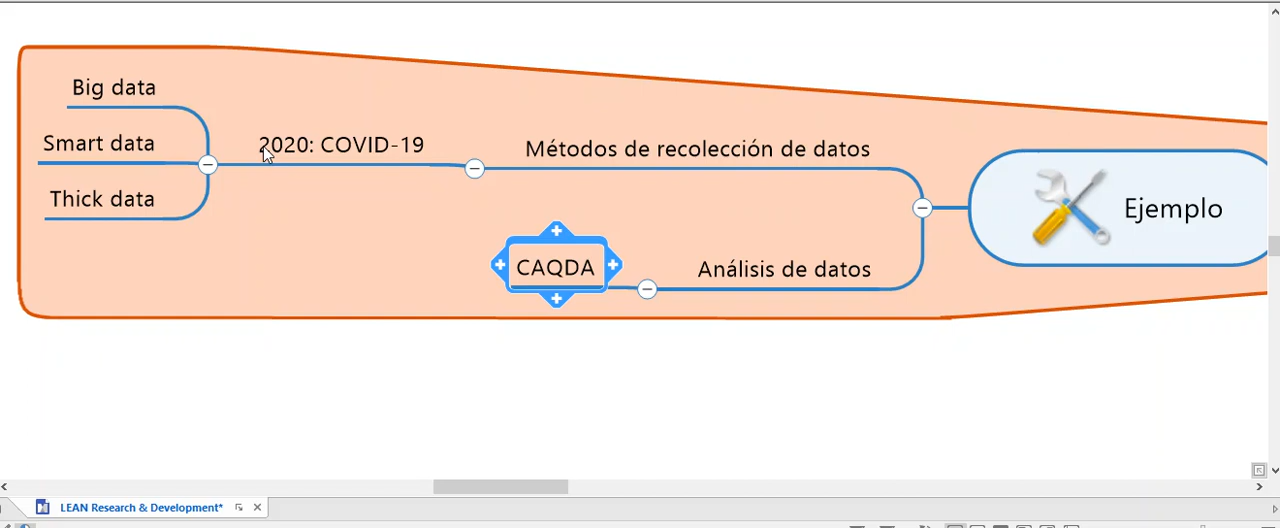 Big data
Smart data
Thick data
2020: COVID-19
Métodos de recolección de datos
CAQDA
Análisis de datos
Ejemplo
LEAN Research & Development*